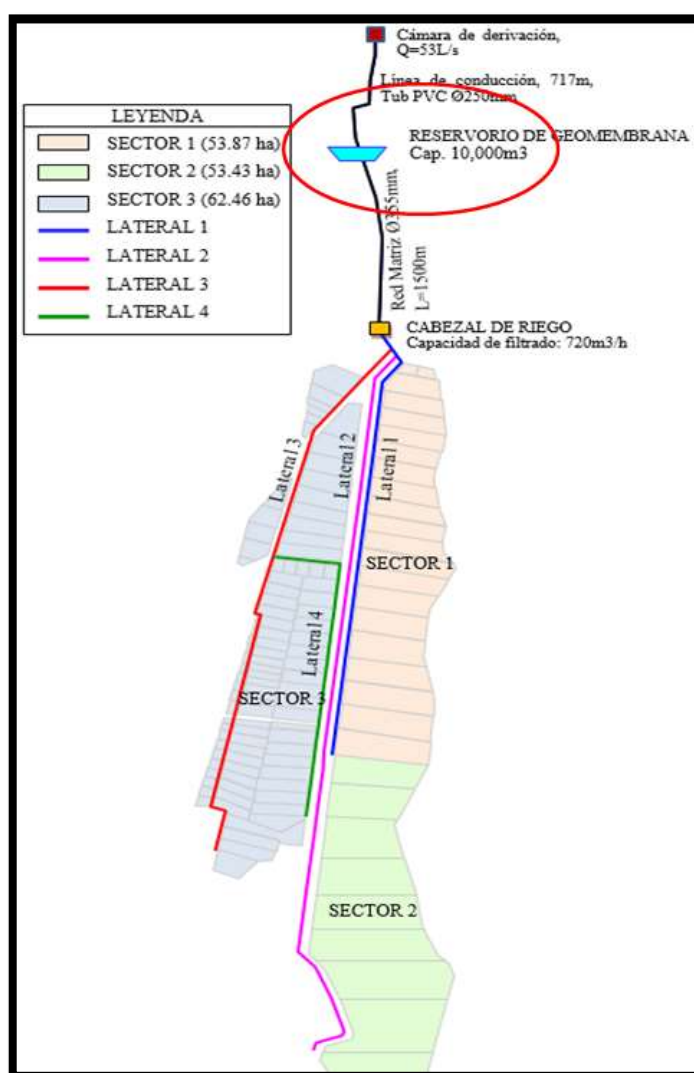 Cámara de derivación,
Q=53L/s
Línea de conducción, 717m,
Tub PVC Ø250mm
LEYENDA
SECTOR 1 (53.87 ha)
SECTOR 2 (53.43 ha)
SECTOR 3 (62.46 ha)
LATERAL 1
LATERAL 2
LATERAL 3
LATERAL 4
RESERVORIO DE GEOMEMBRANA
Cap. 10,000m3
Red Matriz Ø355mm,
L=1500m
CABEZAL DE RIEGO
Capacidad de filtrado: 720m3/h
Lateral 3
Lateral 2
Lateral 1
SECTOR 1
Lateral 4
SECTOR 3
SECTOR 2